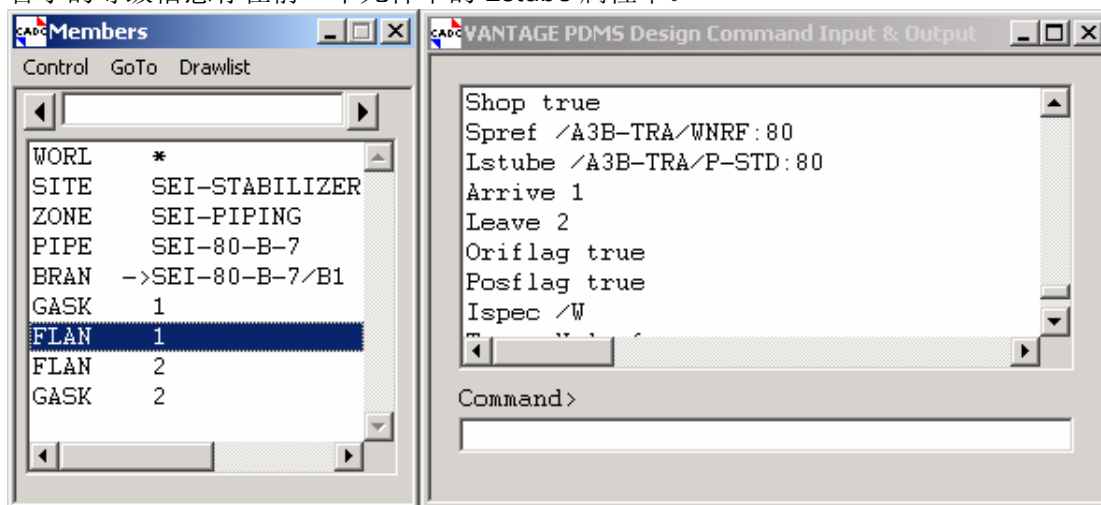 Members
Control GoTo Drawlist
WORL *
SITE SEI-STABILIZER
ZONE SEI-PIPING
PIPE SEI-80-B-7
BRAN ->SEI-80-B-7/B1
GASK 1
FLAN 1
FLAN 2
GASK 2
VANTAGE PDMS Design Command Input & Output
Shop true
Spref /A3B-TRA/WNRF:80
Lstube /A3B-TRA/P-STD:80
Arrive 1
Leave 2
Oriflag true
Posflag true
Ispec /W
Command>